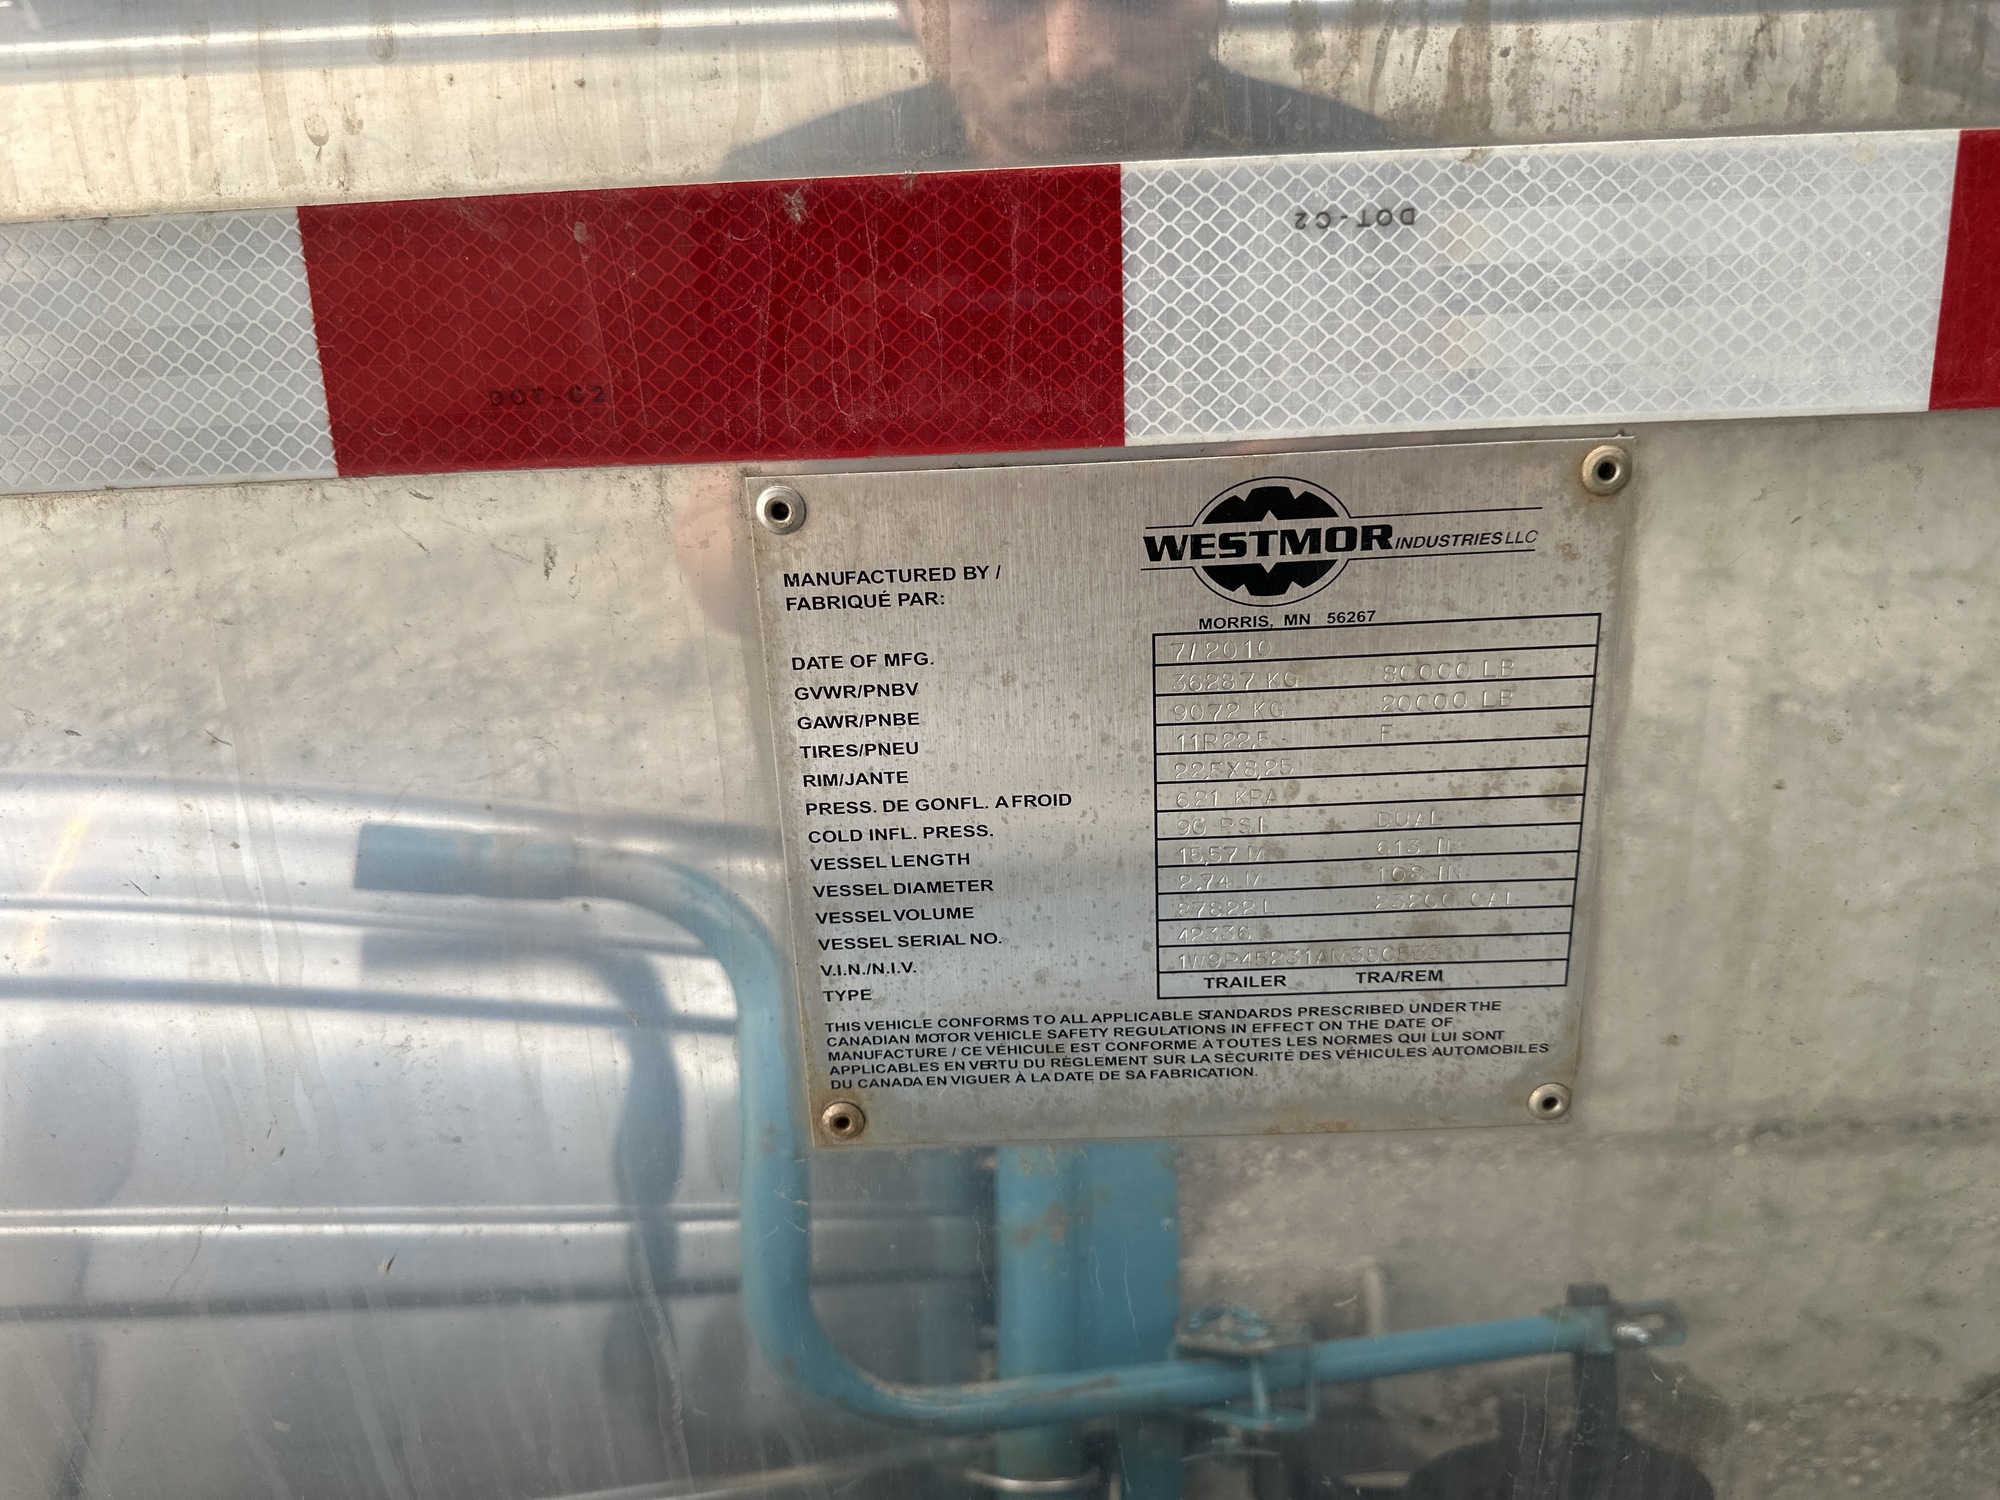 DOT-C2
DOT-C2
WESTMOR INDUSTRIES LLC
MANUFACTURED BY /
FABRIQUÉ PAR:
MORRIS, MN 56267
DATE OF MFG. 7/2010
GVWR/PNBV 36287 KG 80000 LB
GAWR/PNBE 9072 KG 20000 LB
TIRES/PNEU 11R22.5 F
RIM/JANTE 22.5X8.25
PRESS. DE GONFL. A FROID 621 KPA
COLD INFL. PRESS. 90 PSI DUAL
VESSEL LENGTH 15.57 M 613 IN
VESSEL DIAMETER 2.74 M 108 IN
VESSEL VOLUME 87822 L 23200 GAL
VESSEL SERIAL NO. 42336
V.I.N./N.I.V.
TYPE TRAILER TRA/REM
THIS VEHICLE CONFORMS TO ALL APPLICABLE STANDARDS PRESCRIBED UNDER THE
CANADIAN MOTOR VEHICLE SAFETY REGULATIONS IN EFFECT ON THE DATE OF
MANUFACTURE / CE VÉHICULE EST CONFORME À TOUTES LES NORMES QUI LUI SONT
APPLICABLES EN VERTU DU RÈGLEMENT SUR LA SÉCURITÉ DES VÉHICULES AUTOMOBILES
DU CANADA EN VIGUER À LA DATE DE SA FABRICATION.